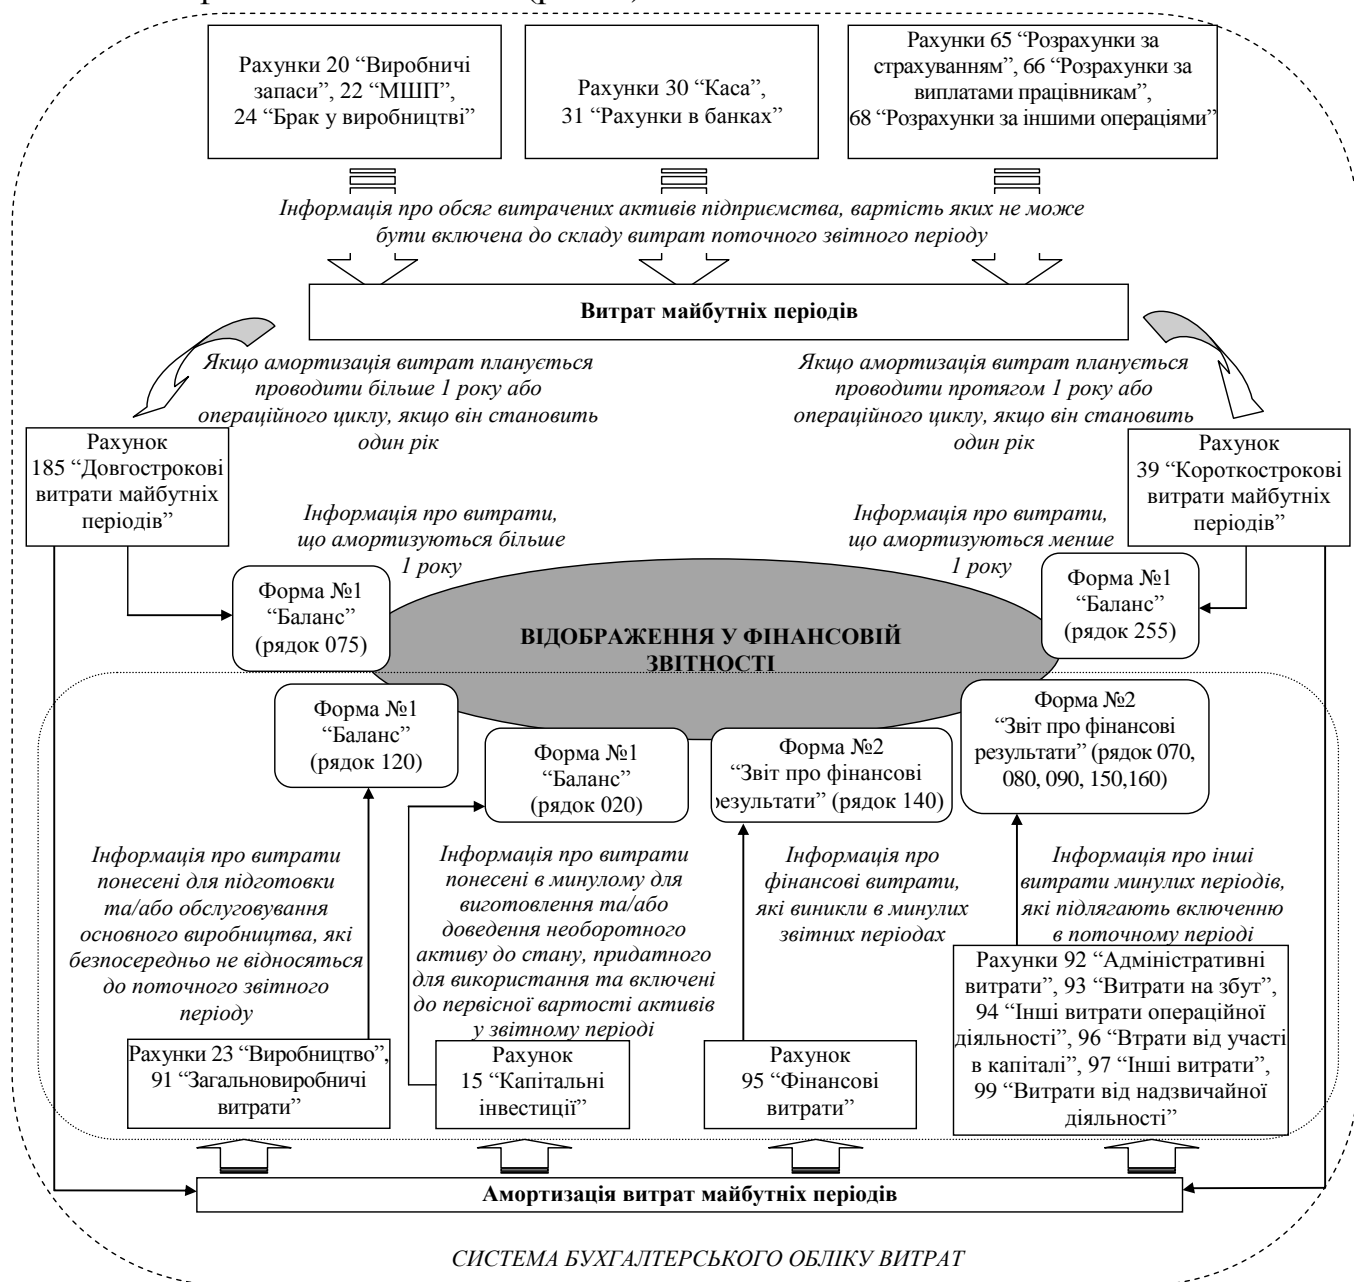 Рахунки 20 “Виробничі
запаси”, 22 “МШП”,
24 “Брак у виробництві”
Рахунки 30 “Каса”,
31 “Рахунки в банках”
Рахунки 65 “Розрахунки за
страхуванням”, 66 “Розрахунки за
виплатами працівникам”,
68 “Розрахунки за іншими операціями”
Інформація про обсяг витрачених активів підприємства, вартість яких не може
бути включена до складу витрат поточного звітного періоду
Витрат майбутніх періодів
Якщо амортизація витрат планується
проводити більше 1 року або
операційного циклу, якщо він становить
один рік
Якщо амортизація витрат планується
проводити протягом 1 року або
операційного циклу, якщо він становить
один рік
Рахунок
185 “Довгострокові
витрати майбутніх
періодів”
Рахунок
39 “Короткострокові
витрати майбутніх
періодів”
Інформація про витрати,
що амортизуються більше
1 року
Інформація про витрати,
що амортизуються менше
1 року
Форма №1
“Баланс”
(рядок 075)
Форма №1
“Баланс”
(рядок 255)
ВІДОБРАЖЕННЯ У ФІНАНСОВІЙ
ЗВІТНОСТІ
Форма №1
“Баланс”
(рядок 120)
Форма №1
“Баланс”
(рядок 020)
Форма №2
“Звіт про фінансові
результати” (рядок 140)
Форма №2
“Звіт про фінансові
результати” (рядок 070,
080, 090, 150,160)
Інформація про витрати
понесені для підготовки
та/або обслуговування
основного виробництва, які
безпосередньо не відносяться
до поточного звітного
періоду
Інформація про витрати
понесені в минулому для
виготовлення та/або
доведення необоротного
активу до стану, придатного
для використання та включені
до первісної вартості активів
у звітному періоді
Інформація про
фінансові витрати,
які виникли в минулих
звітних періодах
Інформація про інші
витрати минулих періодів,
які підлягають включенню
в поточному періоді
Рахунки 23 “Виробництво”,
91 “Загальновиробничі
витрати”
Рахунок
15 “Капітальні
інвестиції”
Рахунок
95 “Фінансові
витрати”
Рахунки 92 “Адміністративні
витрати”, 93 “Витрати на збут”,
94 “Інші витрати операційної
діяльності”, 96 “Втрати від участі
в капіталі”, 97 “Інші витрати”,
99 “Витрати від надзвичайної
діяльності”
Амортизація витрат майбутніх періодів
СИСТЕМА БУХГАЛТЕРСЬКОГО ОБЛІКУ ВИТРАТ